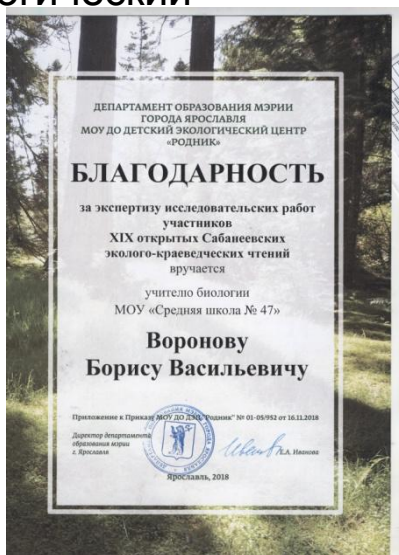 ДЕПАРТАМЕНТ ОБРАЗОВАНИЯ МЭРИИ
ГОРОДА ЯРОСЛАВЛЯ
МОУ ДО ДЕТСКИЙ ЭКОЛОГИЧЕСКИЙ ЦЕНТР
«РОДНИК»
БЛАГОДАРНОСТЬ
за экспертизу исследовательских работ
участников
XIX открытых Сабанеевских
эколого-краеведческих чтений
вручается
учителю биологии
МОУ «Средняя школа № 47»
Воронову
Борису Васильевичу
Приложение к Приказу МОУ ДО ДЭЦ "Родник" № 01-05/952 от 16.11.2018
Директор департамента
образования мэрии
г. Ярославля
Е.А. Иванова
Ярославль, 2018